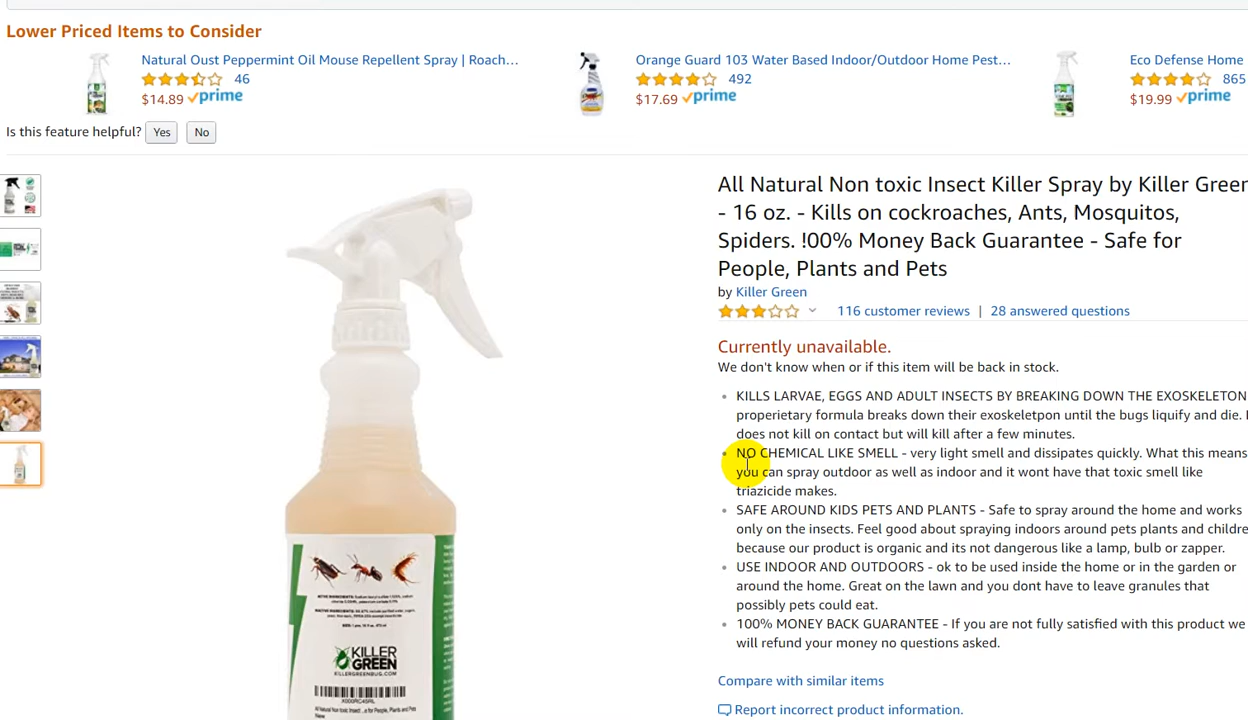 Lower Priced Items to Consider
Natural Oust Peppermint Oil Mouse Repellent Spray | Roach…
46
$14.89 prime
Orange Guard 103 Water Based Indoor/Outdoor Home Pest…
492
$17.69 prime
Eco Defense Home
865
$19.99 prime
Is this feature helpful? Yes No
All Natural Non toxic Insect Killer Spray by Killer Green
- 16 oz. - Kills on cockroaches, Ants, Mosquitos,
Spiders. !00% Money Back Guarantee - Safe for
People, Plants and Pets
by Killer Green
116 customer reviews | 28 answered questions
Currently unavailable.
We don't know when or if this item will be back in stock.
KILLS LARVAE, EGGS AND ADULT INSECTS BY BREAKING DOWN THE EXOSKELETON
properietary formula breaks down their exoskeletpon until the bugs liquify and die.
does not kill on contact but will kill after a few minutes.
NO CHEMICAL LIKE SMELL - very light smell and dissipates quickly. What this means
you can spray outdoor as well as indoor and it wont have that toxic smell like
triazicide makes.
SAFE AROUND KIDS PETS AND PLANTS - Safe to spray around the home and works
only on the insects. Feel good about spraying indoors around pets plants and childre
because our product is organic and its not dangerous like a lamp, bulb or zapper.
USE INDOOR AND OUTDOORS - ok to be used inside the home or in the garden or
around the home. Great on the lawn and you dont have to leave granules that
possibly pets could eat.
100% MONEY BACK GUARANTEE - If you are not fully satisfied with this product we
will refund your money no questions asked.
Compare with similar items
Report incorrect product information.
KILLER
GREEN
KILLERGREENBUG.COM